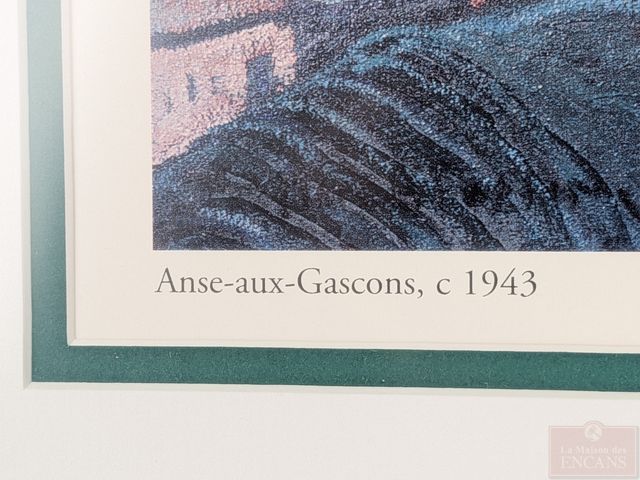 Anse-aux-Gascons, c 1943
La Maison des
ENCANS